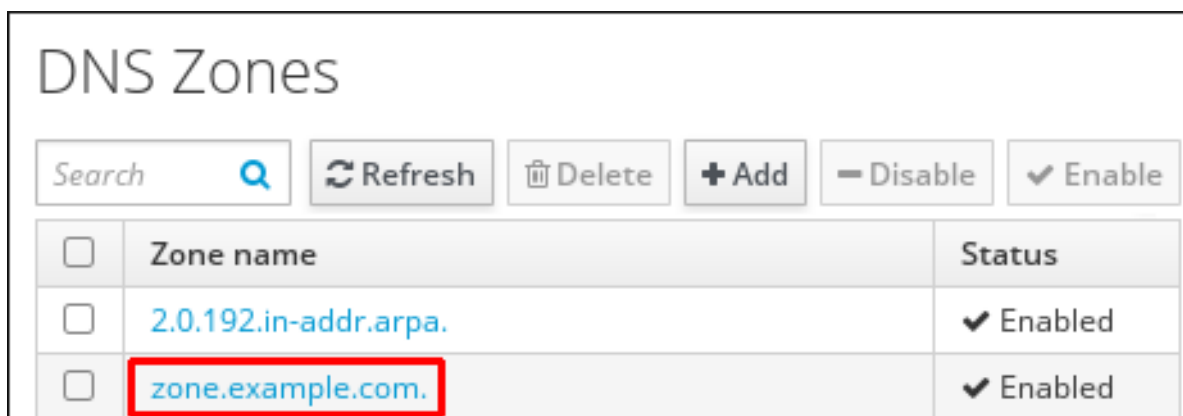 DNS Zones
Search Refresh Delete Add Disable Enable
Zone name Status
2.0.192.in-addr.arpa. Enabled
zone.example.com. Enabled